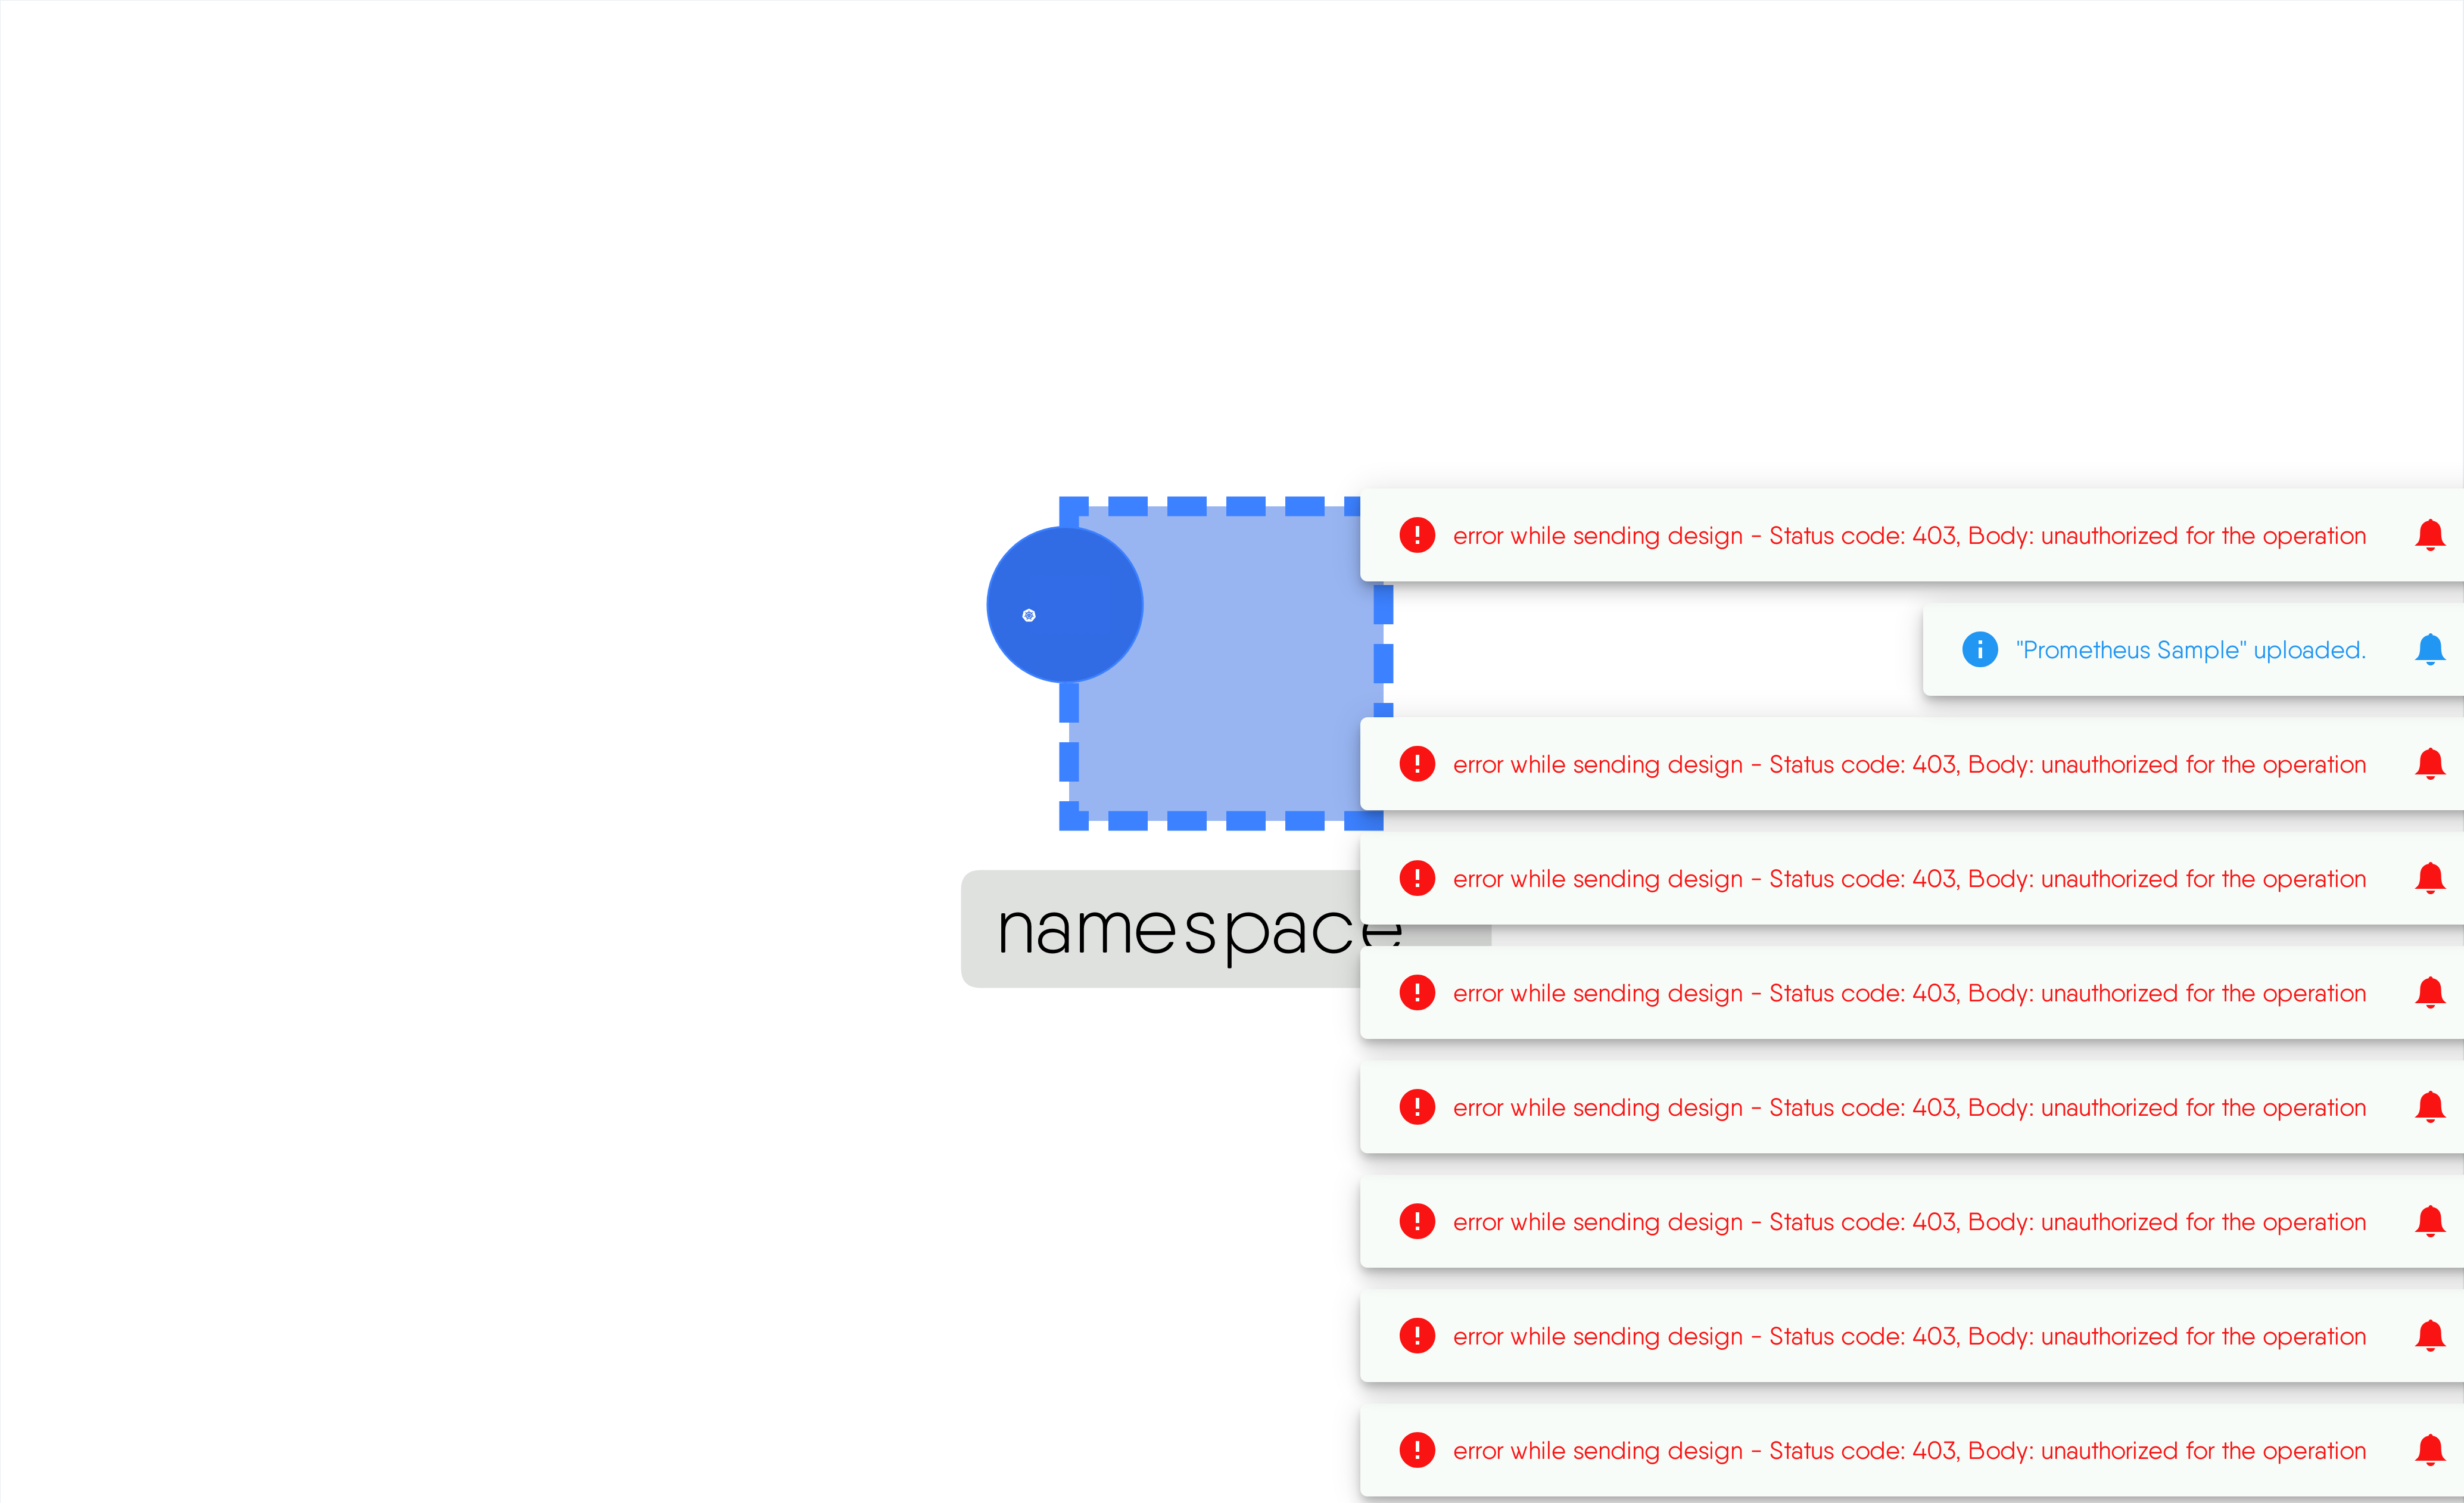 error while sending design - Status code: 403, Body: unauthorized for the operation
"Prometheus Sample" uploaded.
error while sending design - Status code: 403, Body: unauthorized for the operation
error while sending design - Status code: 403, Body: unauthorized for the operation
namespace
error while sending design - Status code: 403, Body: unauthorized for the operation
error while sending design - Status code: 403, Body: unauthorized for the operation
error while sending design - Status code: 403, Body: unauthorized for the operation
error while sending design - Status code: 403, Body: unauthorized for the operation
error while sending design - Status code: 403, Body: unauthorized for the operation